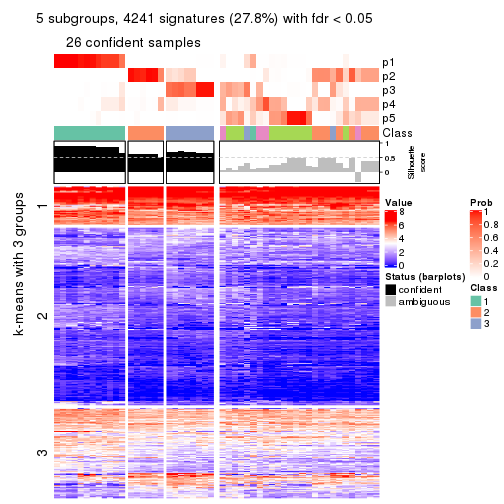 5 subgroups, 4241 signatures (27.8%) with fdr < 0.05
26 confident samples
p1
p2
p3
p4
p5
Class
1
0.5
0
Silhouette
score
k-means with 3 groups
1
2
3
Value
8
6
4
2
0
Status (barplots)
confident
ambiguous
Prob
1
0.8
0.6
0.4
0.2
0
Class
1
2
3